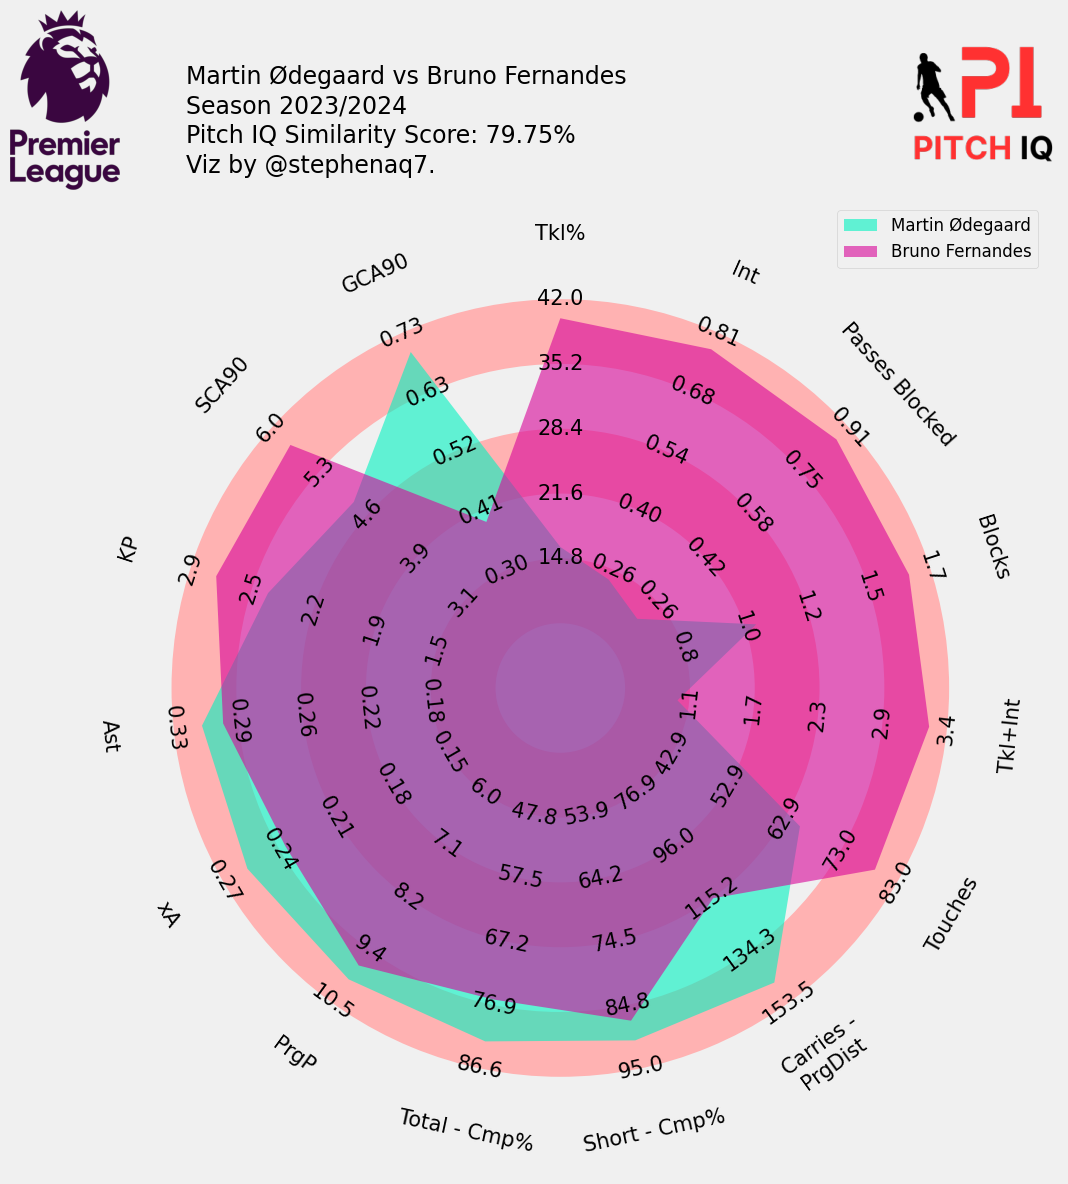 Martin Ødegaard vs Bruno Fernandes
Season 2023/2024
Pitch IQ Similarity Score: 79.75%
Viz by @stephenaq7.
Premier
League
PI
PITCH IQ
Martin Ødegaard
Bruno Fernandes
Tkl%
42.0
35.2
28.4
21.6
14.8
Int
0.81
0.68
0.54
0.40
0.26
Passes Blocked
0.91
0.75
0.58
0.42
0.26
Blocks
1.7
1.5
1.2
1.0
0.8
Tkl+Int
3.4
2.9
2.3
1.7
1.1
Touches
83.0
73.0
62.9
52.9
42.9
Carries -
PrgDist
153.5
134.3
115.2
96.0
76.9
Short - Cmp%
95.0
84.8
74.5
64.2
53.9
Total - Cmp%
86.6
76.9
67.2
57.5
47.8
PrgP
10.5
9.4
8.2
7.1
6.0
xA
0.27
0.24
0.21
0.18
0.15
Ast
0.33
0.29
0.26
0.22
0.18
KP
2.9
2.5
2.2
1.9
1.5
SCA90
6.0
5.3
4.6
3.9
3.1
GCA90
0.73
0.63
0.52
0.41
0.30